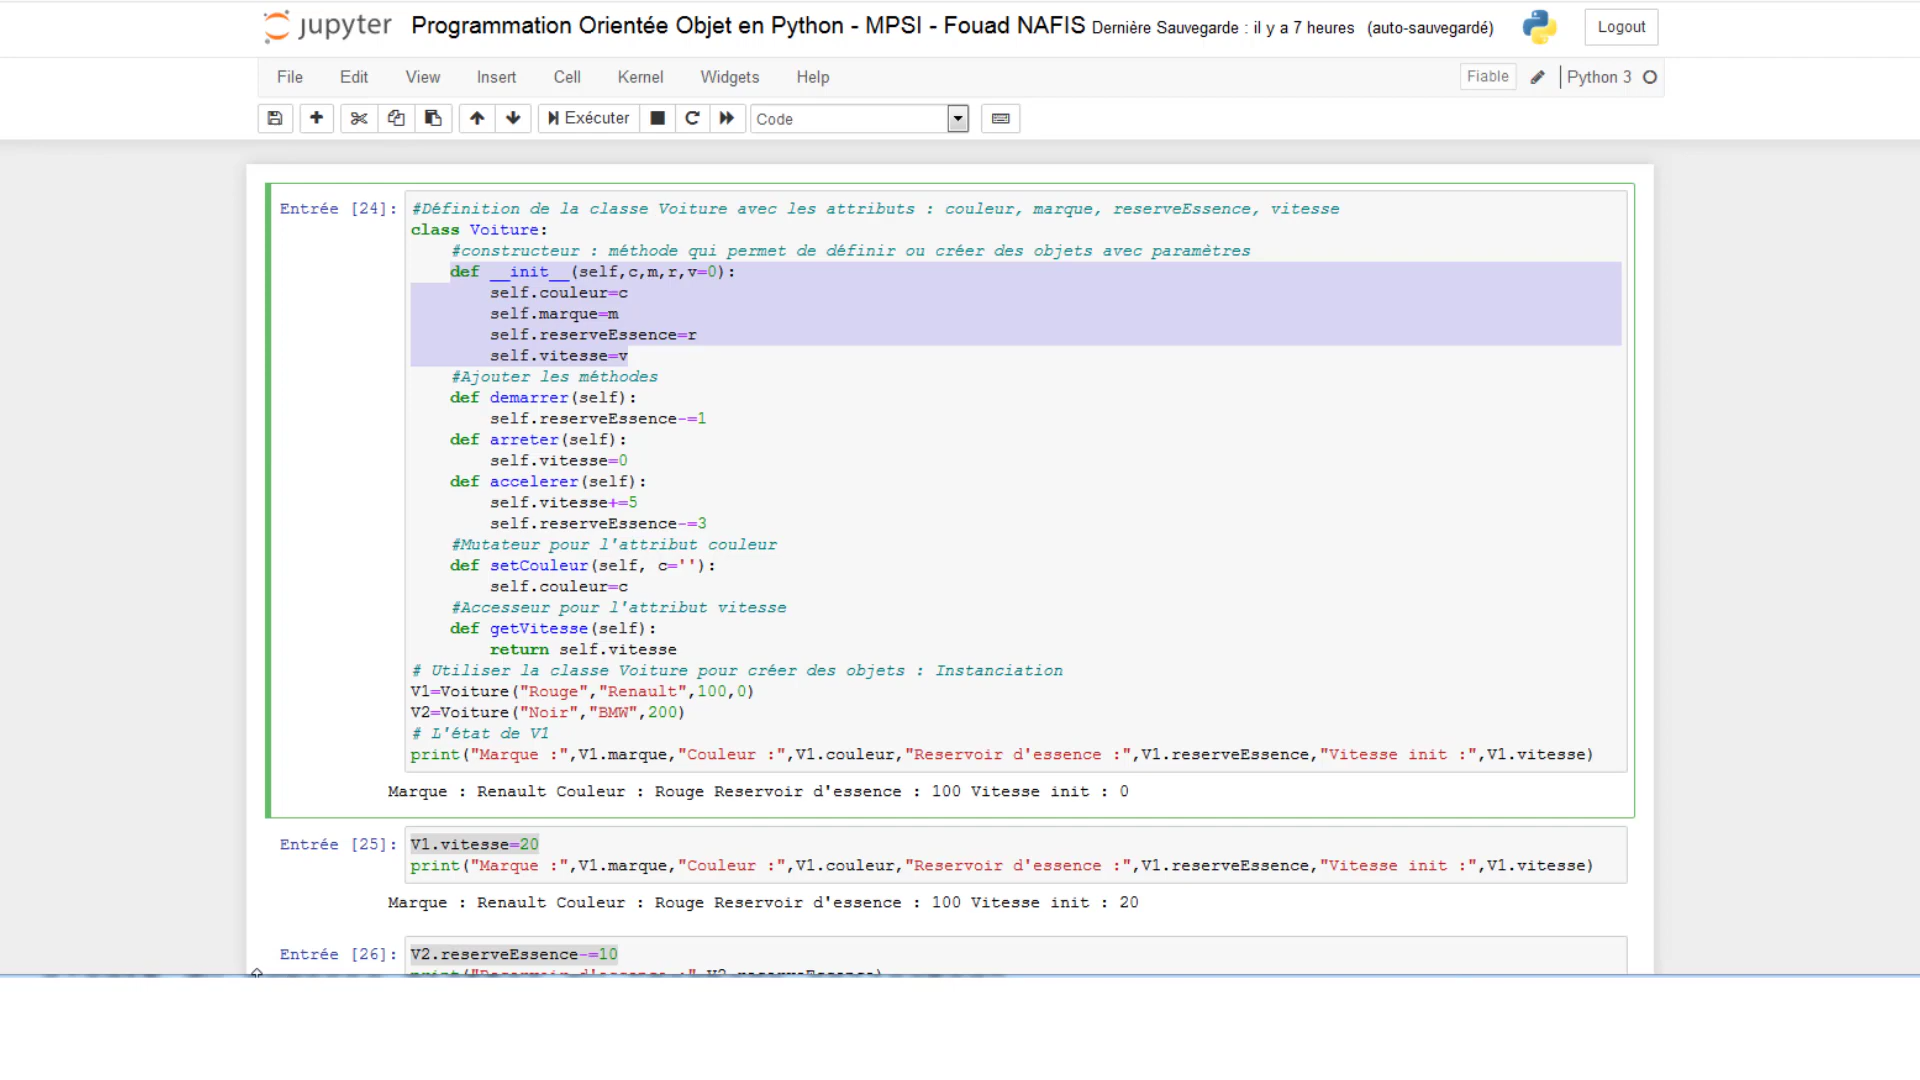 jupyter Programmation Orientée Objet en Python - MPSI - Fouad NAFIS Dernière Sauvegarde : il y a 7 heures (auto-sauvegardé) Logout
File Edit View Insert Cell Kernel Widgets Help Fiable Python 3
Exécuter Code
Entrée [24]: #Définition de la classe Voiture avec les attributs : couleur, marque, reserveEssence, vitesse
class Voiture:
    #constructeur : méthode qui permet de définir ou créer des objets avec paramètres
    def __init__(self,c,m,r,v=0):
        self.couleur=c
        self.marque=m
        self.reserveEssence=r
        self.vitesse=v
    #Ajouter les méthodes
    def demarrer(self):
        self.reserveEssence-=1
    def arreter(self):
        self.vitesse=0
    def accelerer(self):
        self.vitesse+=5
        self.reserveEssence-=3
    #Mutateur pour l'attribut couleur
    def setCouleur(self, c=''):
        self.couleur=c
    #Accesseur pour l'attribut vitesse
    def getVitesse(self):
        return self.vitesse
# Utiliser la classe Voiture pour créer des objets : Instanciation
V1=Voiture("Rouge","Renault",100,0)
V2=Voiture("Noir","BMW",200)
# L'état de V1
print("Marque :",V1.marque,"Couleur :",V1.couleur,"Reservoir d'essence :",V1.reserveEssence,"Vitesse init :",V1.vitesse)
Marque : Renault Couleur : Rouge Reservoir d'essence : 100 Vitesse init : 0
Entrée [25]: V1.vitesse=20
print("Marque :",V1.marque,"Couleur :",V1.couleur,"Reservoir d'essence :",V1.reserveEssence,"Vitesse init :",V1.vitesse)
Marque : Renault Couleur : Rouge Reservoir d'essence : 100 Vitesse init : 20
Entrée [26]: V2.reserveEssence-=10